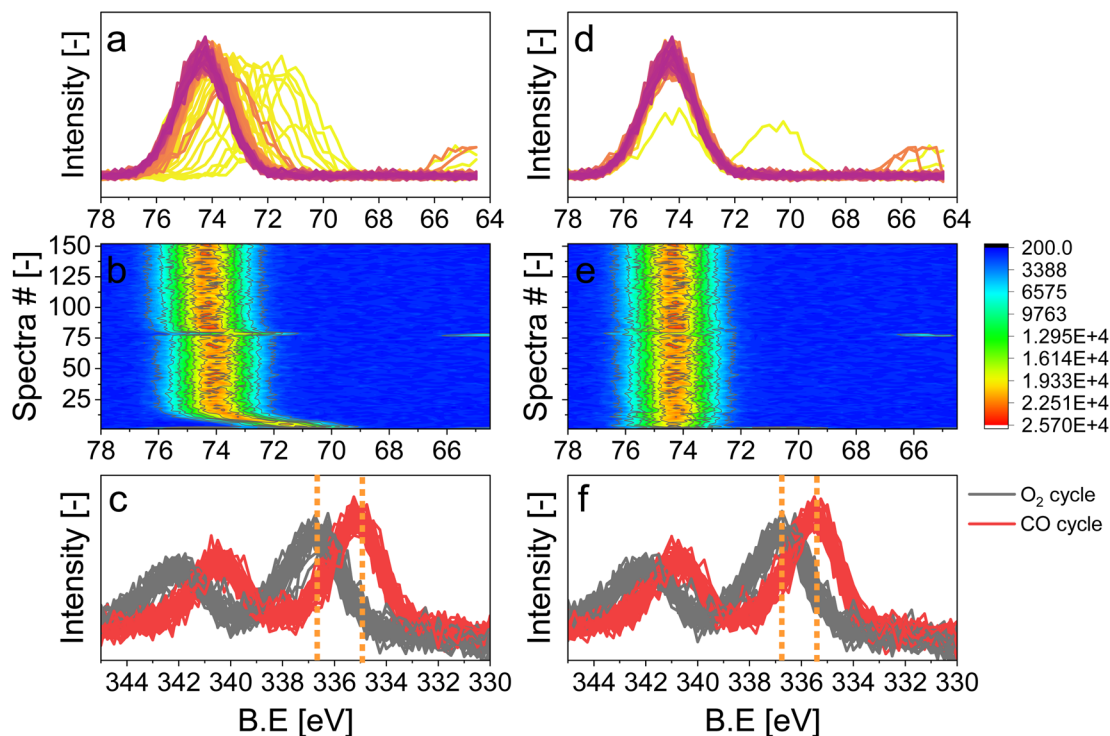 a
Intensity [-]
78 76 74 72 70 68 66 64
d
Intensity [-]
78 76 74 72 70 68 66 64
b
Spectra # [-]
150
125
100
75
50
25
78 76 74 72 70 68 66
e
Spectra # [-]
150
125
100
75
50
25
78 76 74 72 70 68 66
200.0
3388
6575
9763
1.295E+4
1.614E+4
1.933E+4
2.251E+4
2.570E+4
c
Intensity [-]
344 342 340 338 336 334 332 330
B.E [eV]
f
Intensity [-]
344 342 340 338 336 334 332 330
B.E [eV]
O₂ cycle
CO cycle